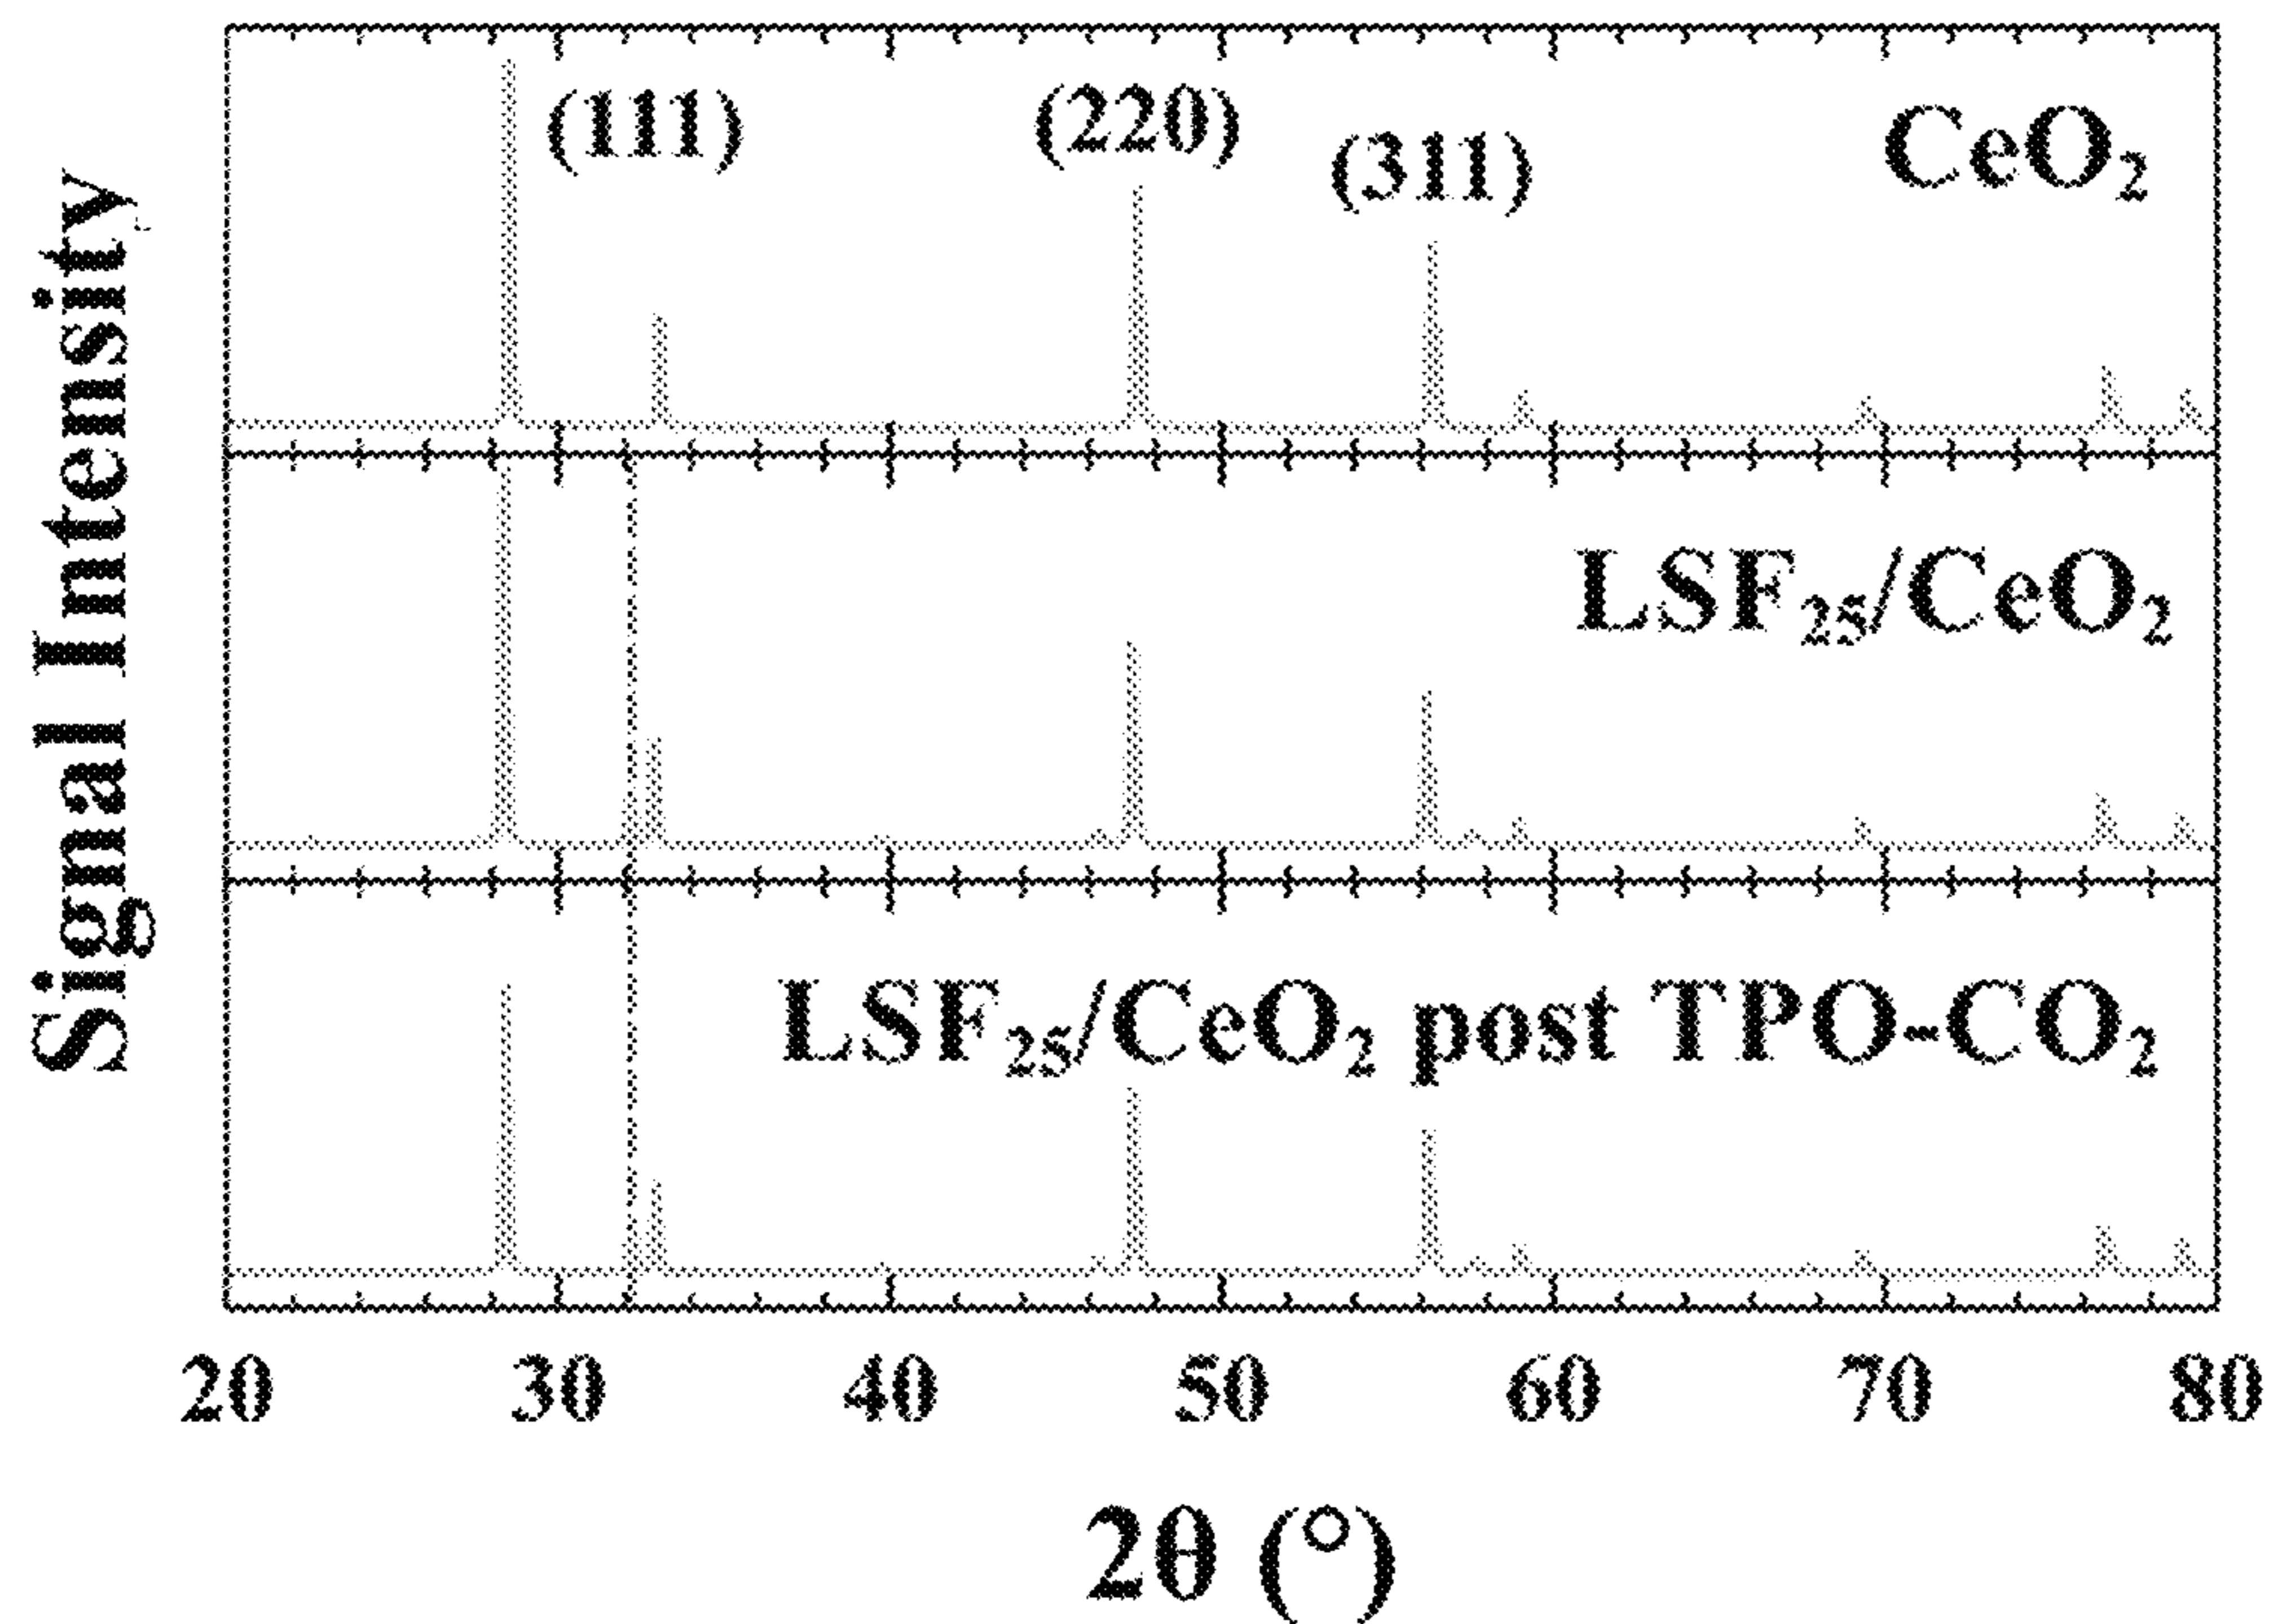 (111)
(220)
(311)
CeO₂
Signal Intensity
LSF₂₅/CeO₂
LSF₂₅/CeO₂ post TPO-CO₂
20 30 40 50 60 70 80
2θ (°)